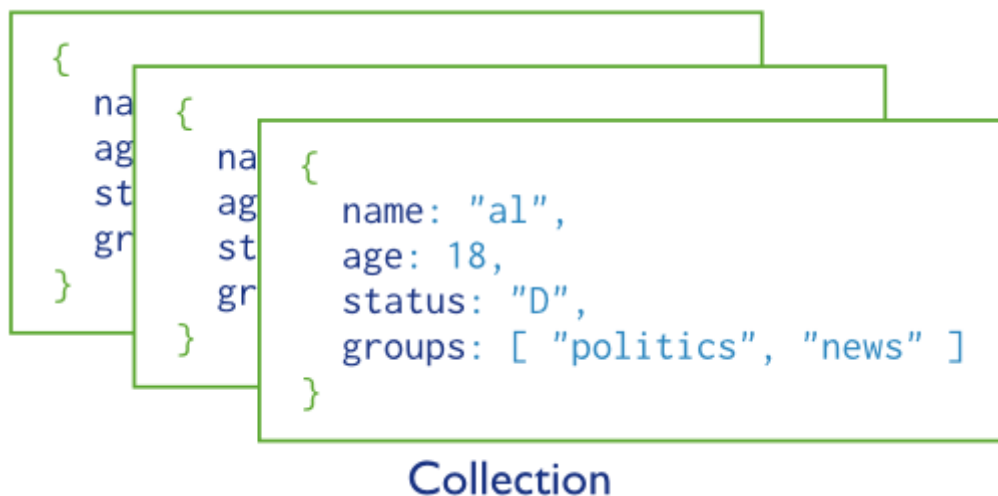 {
na
ag
st
gr
}
{
na
ag
st
gr
}
{
name: "al",
age: 18,
status: "D",
groups: [ "politics", "news" ]
}
Collection